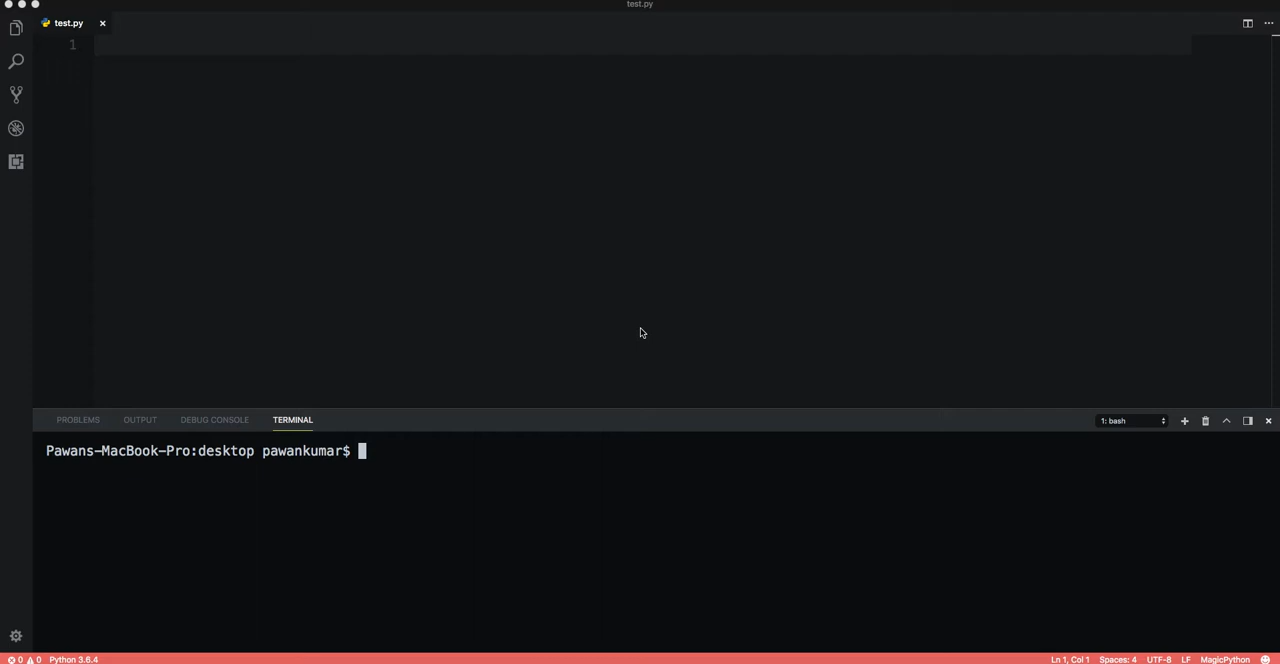 test.py
test.py
1
PROBLEMS OUTPUT DEBUG CONSOLE TERMINAL 1: bash
Pawans-MacBook-Pro:desktop pawankumar$
0 0 Python 3.6.4 Ln 1, Col 1 Spaces: 4 UTF-8 LF MagicPython